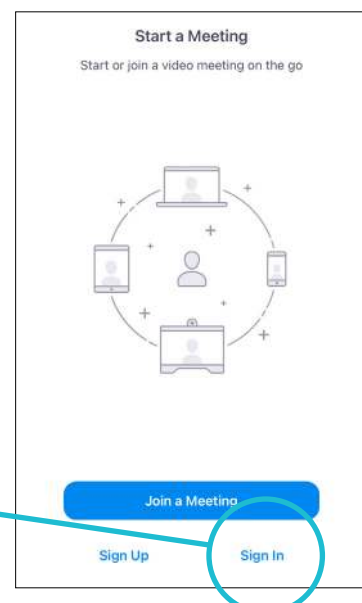 Start a Meeting
Start or join a video meeting on the go
Join a Meeting
Sign Up
Sign In